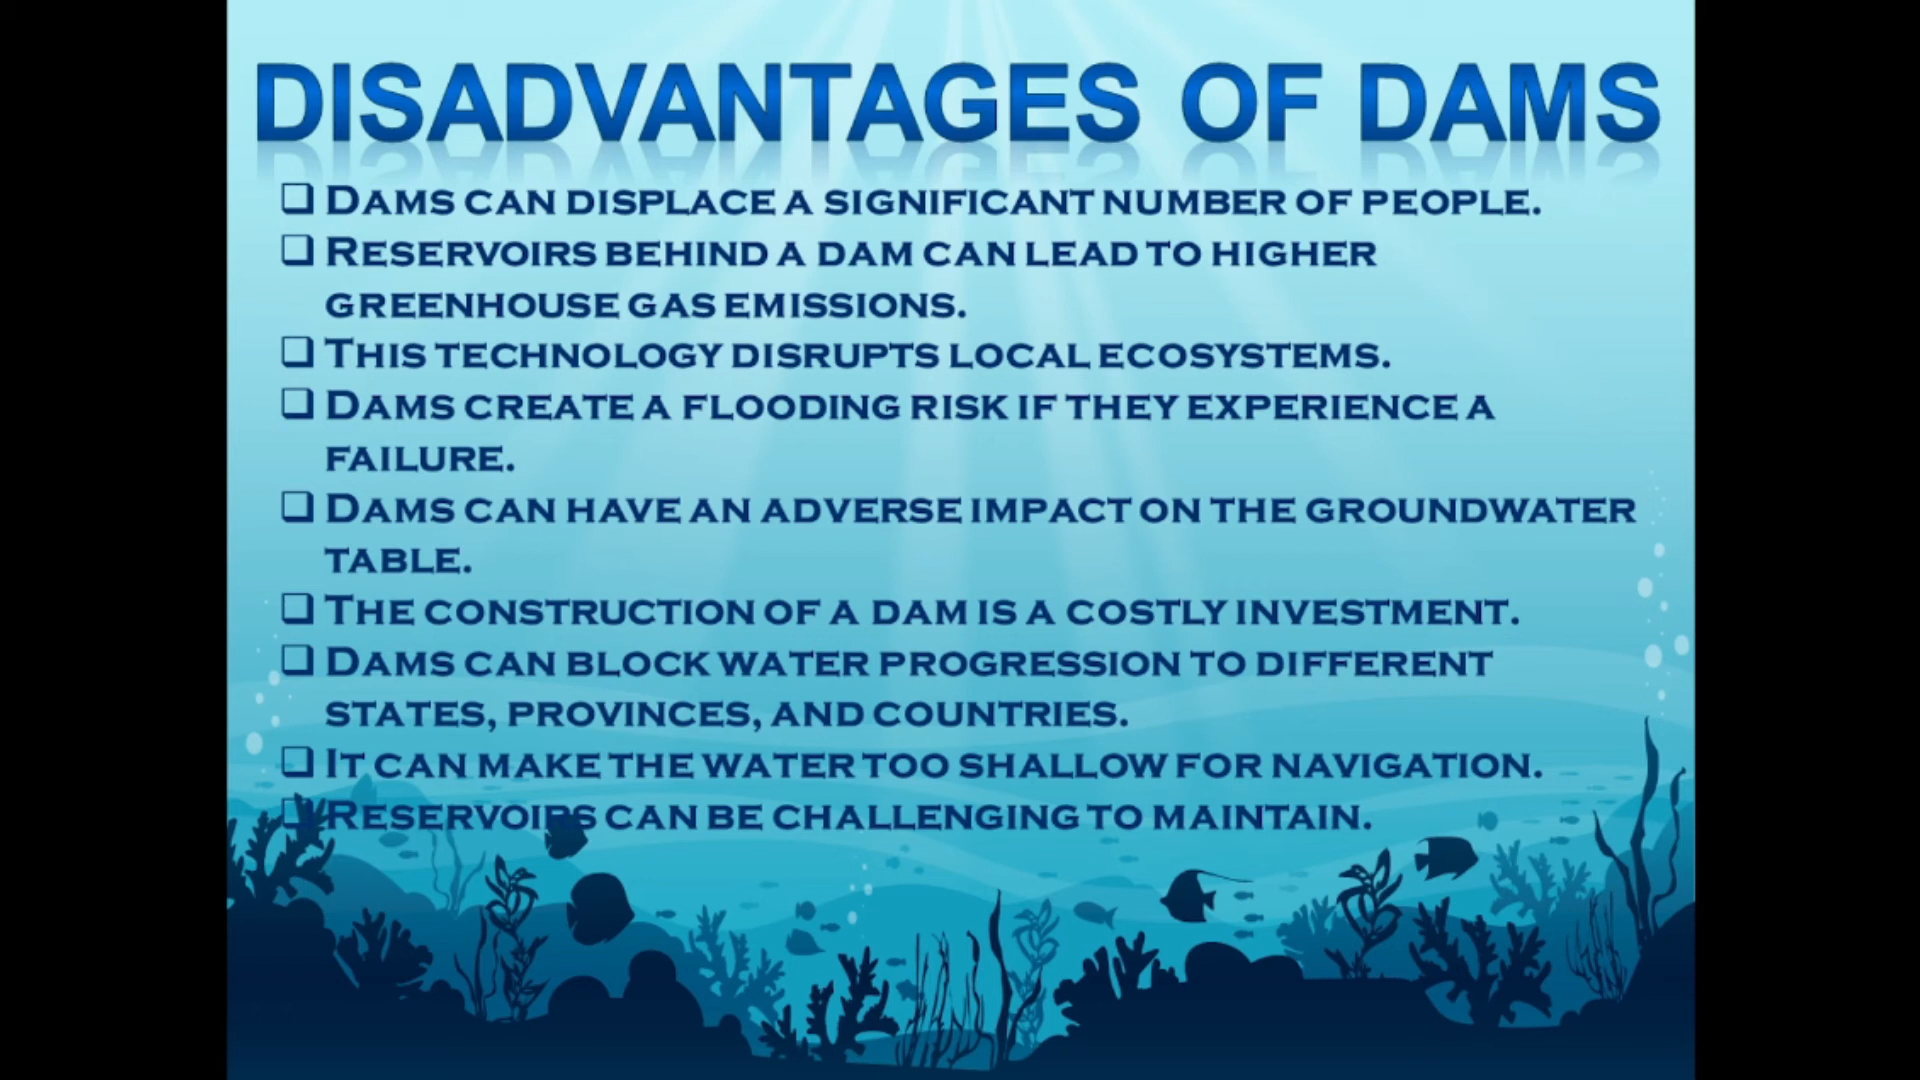 DISADVANTAGES OF DAMS
❑ DAMS CAN DISPLACE A SIGNIFICANT NUMBER OF PEOPLE.
❑ RESERVOIRS BEHIND A DAM CAN LEAD TO HIGHER
GREENHOUSE GAS EMISSIONS.
❑ THIS TECHNOLOGY DISRUPTS LOCAL ECOSYSTEMS.
❑ DAMS CREATE A FLOODING RISK IF THEY EXPERIENCE A
FAILURE.
❑ DAMS CAN HAVE AN ADVERSE IMPACT ON THE GROUNDWATER
TABLE.
❑ THE CONSTRUCTION OF A DAM IS A COSTLY INVESTMENT.
❑ DAMS CAN BLOCK WATER PROGRESSION TO DIFFERENT
STATES, PROVINCES, AND COUNTRIES.
❑ IT CAN MAKE THE WATER TOO SHALLOW FOR NAVIGATION.
❑ RESERVOIRS CAN BE CHALLENGING TO MAINTAIN.